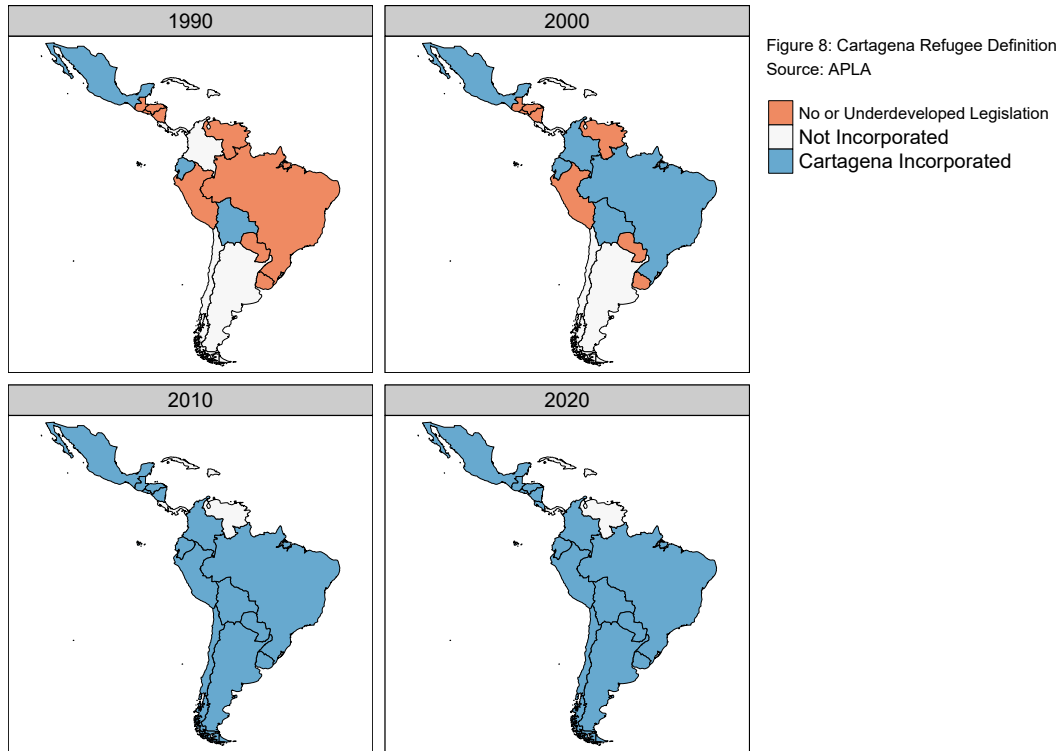 1990
2000
Figure 8: Cartagena Refugee Definition
Source: APLA
No or Underdeveloped Legislation
Not Incorporated
Cartagena Incorporated
2010
2020